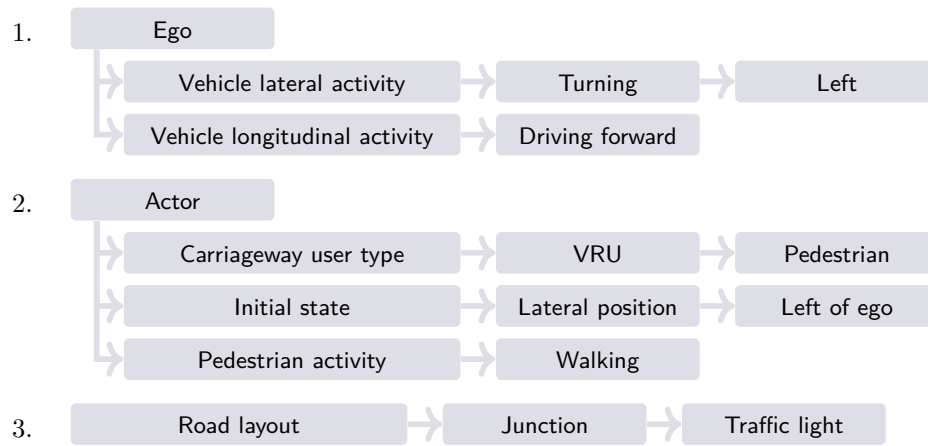 1. Ego
Vehicle lateral activity Turning Left
Vehicle longitudinal activity Driving forward
2. Actor
Carriageway user type VRU Pedestrian
Initial state Lateral position Left of ego
Pedestrian activity Walking
3. Road layout Junction Traffic light